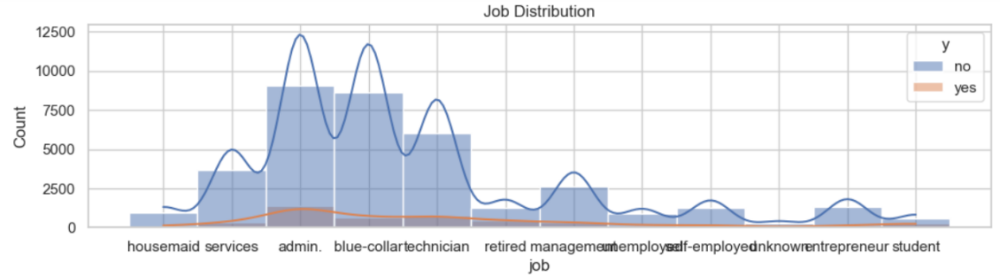 Job Distribution
12500
10000
7500
5000
2500
0
Count
y
no
yes
housemaid services admin. blue-collar technician retired management unemployed self-employed unknown entrepreneur student
job